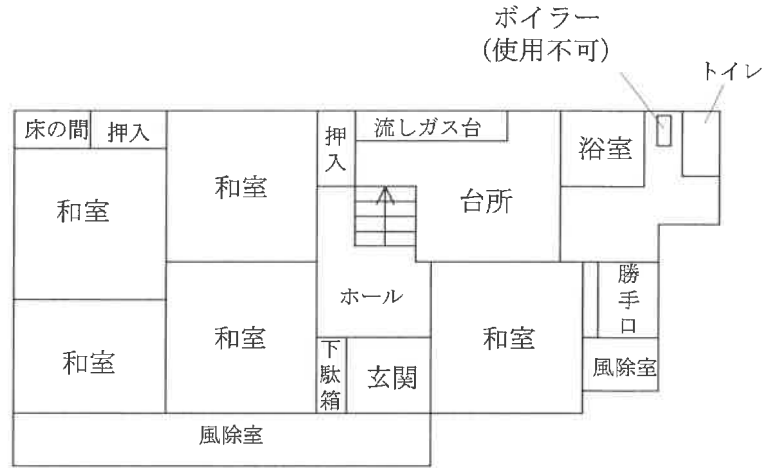 ボイラー
(使用不可)
トイレ
床の間
押入
和室
押入
流しガス台
浴室
和室
台所
ホール
和室
和室
下駄箱
玄関
和室
勝手口
風除室
風除室